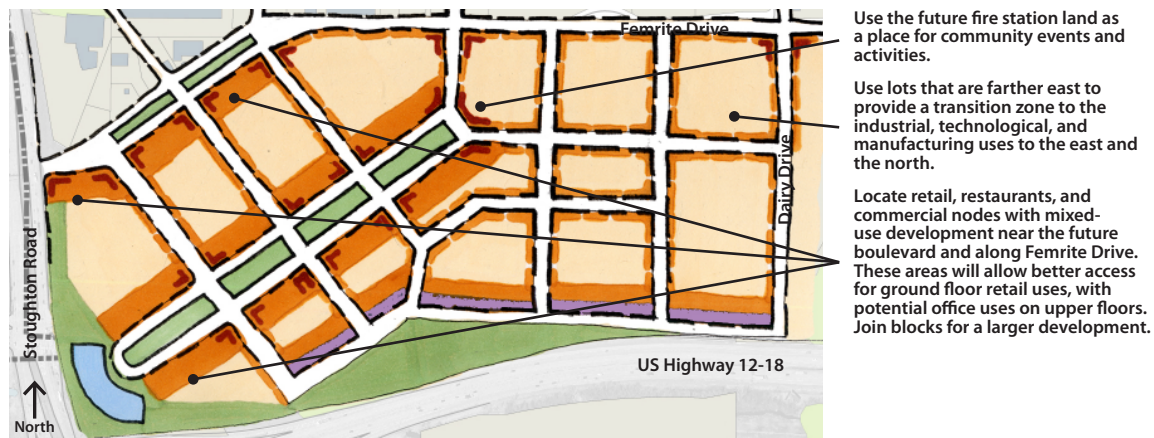 Femrite Drive
Stoughton Road
Dairy Drive
US Highway 12-18
North
Use the future fire station land as
a place for community events and
activities.
Use lots that are farther east to
provide a transition zone to the
industrial, technological, and
manufacturing uses to the east and
the north.
Locate retail, restaurants, and
commercial nodes with mixed-
use development near the future
boulevard and along Femrite Drive.
These areas will allow better access
for ground floor retail uses, with
potential office uses on upper floors.
Join blocks for a larger development.